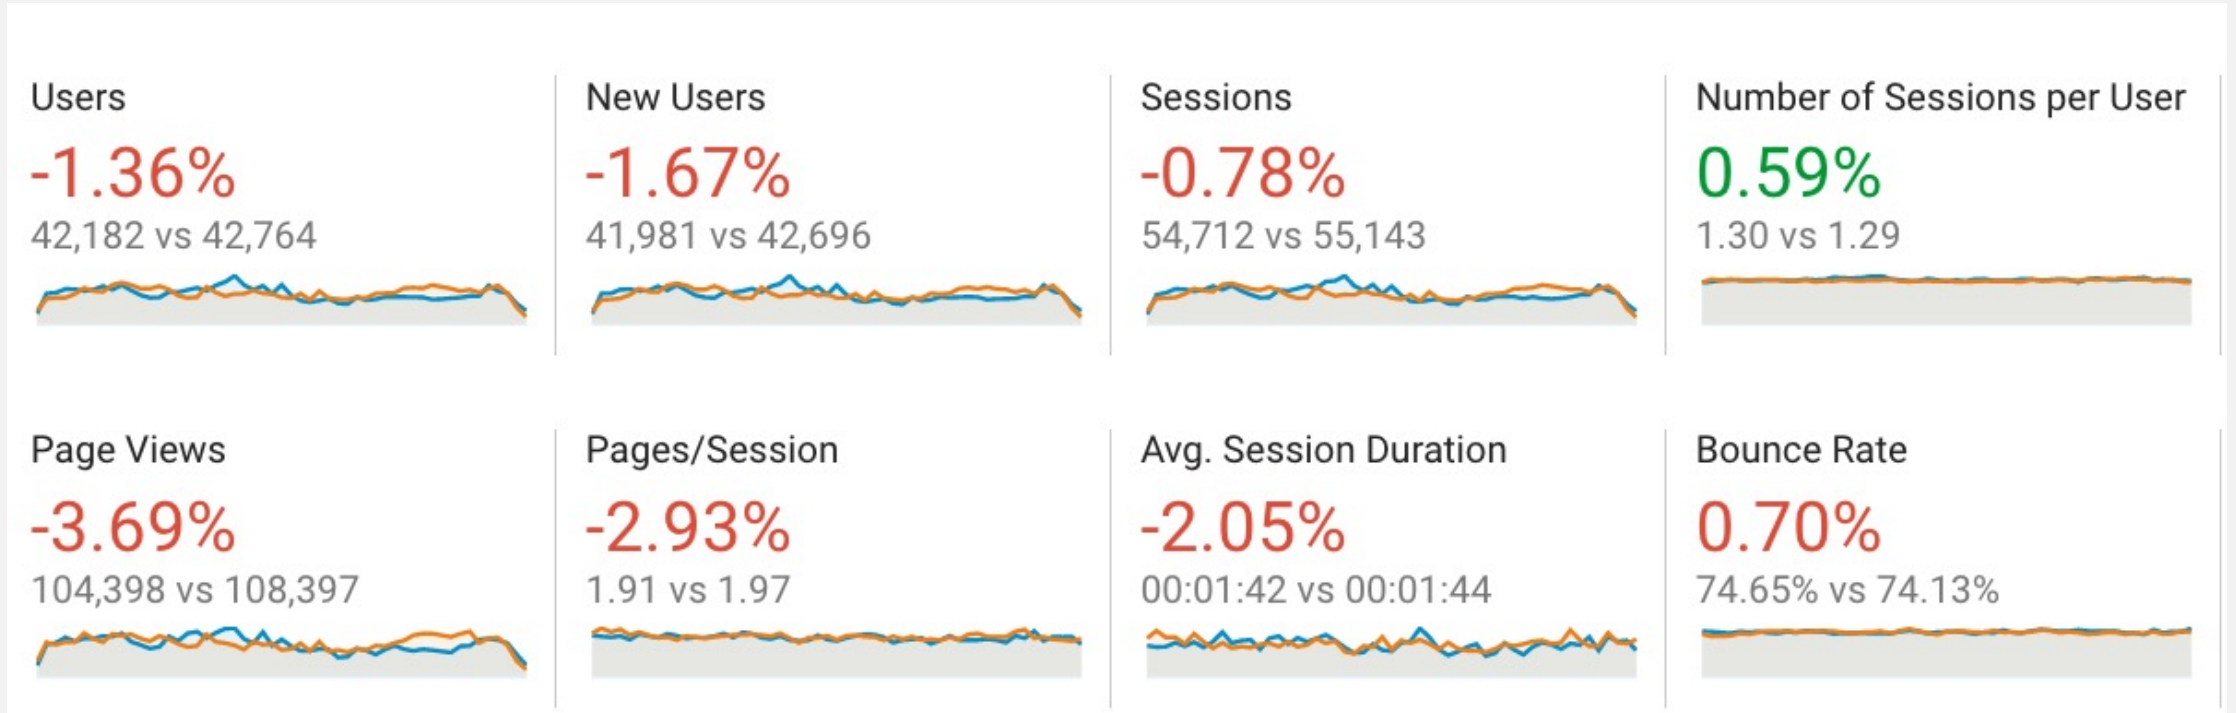 Users
-1.36%
42,182 vs 42,764
New Users
-1.67%
41,981 vs 42,696
Sessions
-0.78%
54,712 vs 55,143
Number of Sessions per User
0.59%
1.30 vs 1.29
Page Views
-3.69%
104,398 vs 108,397
Pages/Session
-2.93%
1.91 vs 1.97
Avg. Session Duration
-2.05%
00:01:42 vs 00:01:44
Bounce Rate
0.70%
74.65% vs 74.13%